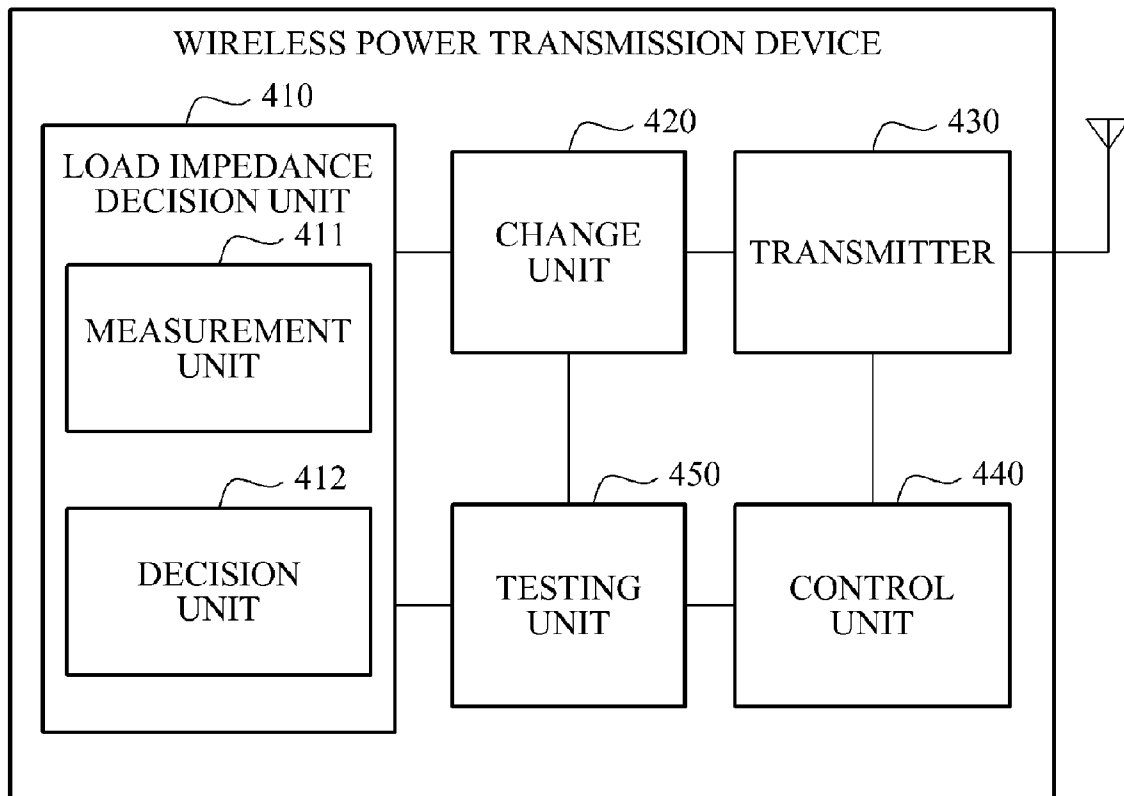 WIRELESS POWER TRANSMISSION DEVICE
410
LOAD IMPEDANCE
DECISION UNIT
411
MEASUREMENT
UNIT
412
DECISION
UNIT
420
CHANGE
UNIT
430
TRANSMITTER
450
TESTING
UNIT
440
CONTROL
UNIT